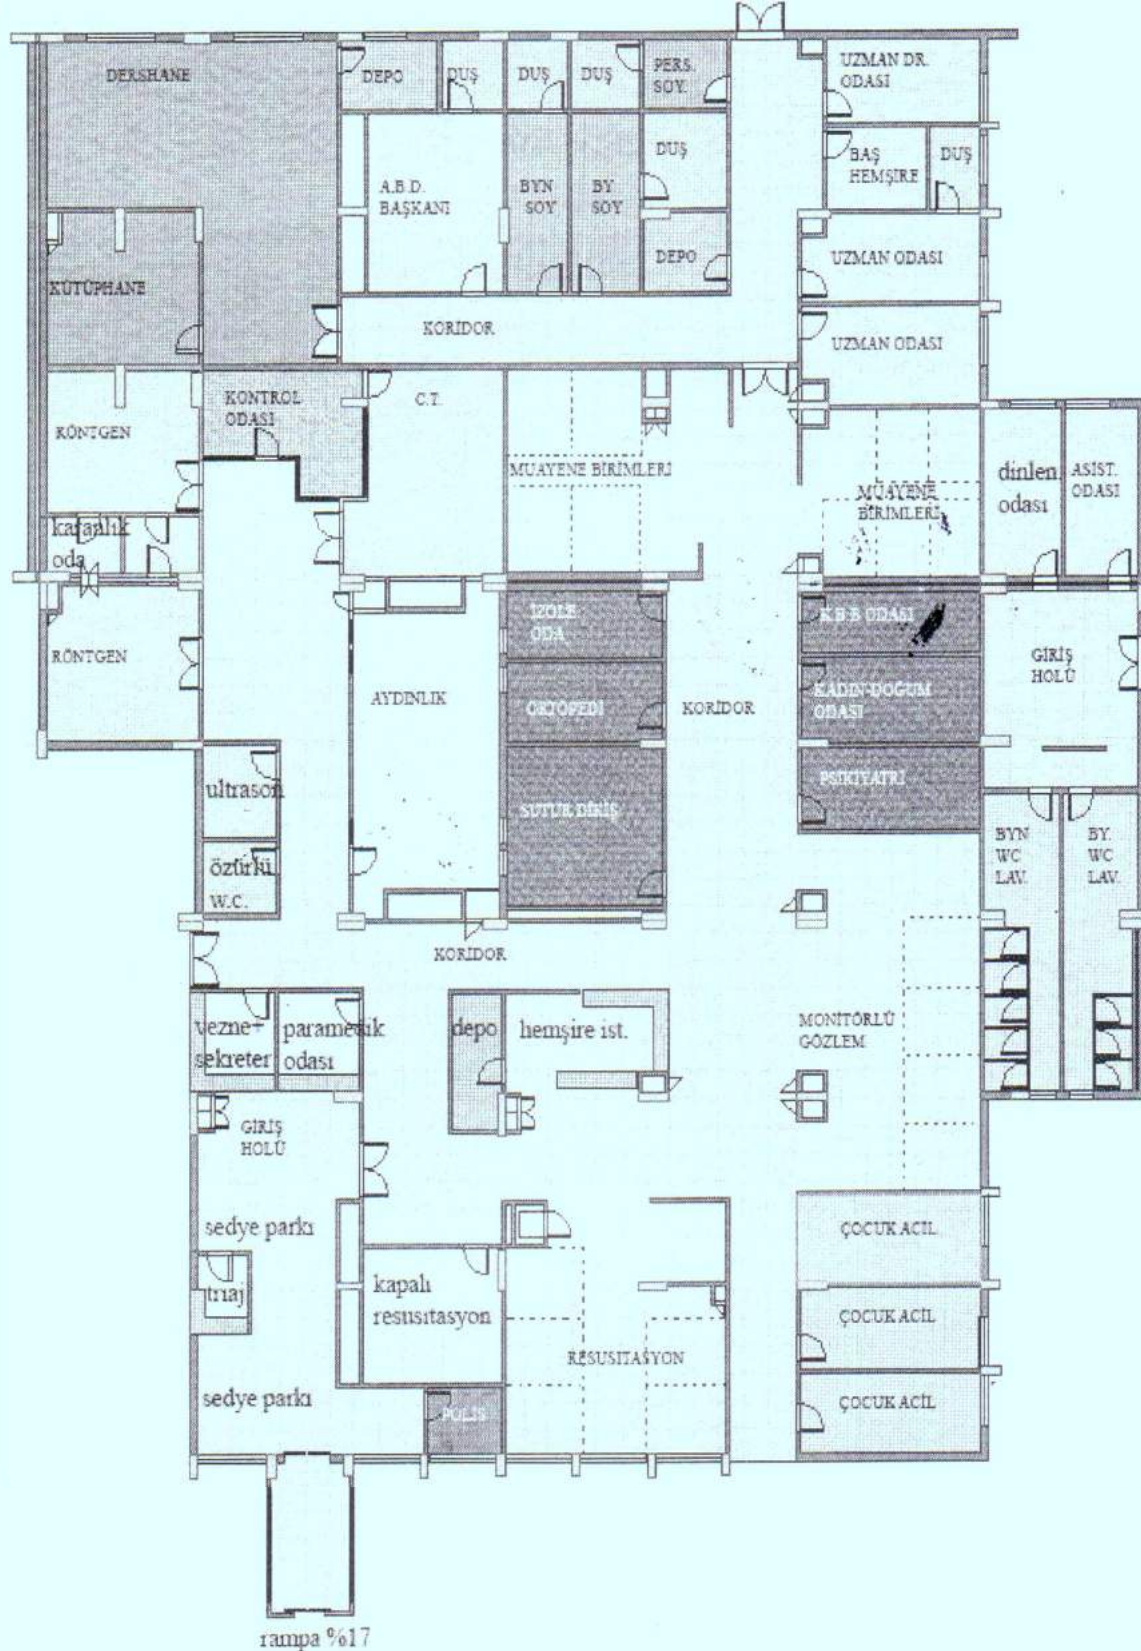 DERSHANE
DEPO
DUŞ
DUŞ
DUŞ
PERS.
SOY.
UZMAN DR.
ODASI
BAŞ
HEMŞİRE
DUŞ
A.B.D.
BAŞKANI
BYN
SOY
BY.
SOY
DUŞ
DEPO
UZMAN ODASI
KÜTÜPHANE
KORİDOR
UZMAN ODASI
KONTROL
ODASI
C.T.
RÖNTGEN
MUAYENE BİRİMLERİ
MUAYENE
BİRİMLERİ
dinlen.
odası
ASİST.
ODASI
karanlık
oda
İZOLE
ODA
K.B.B ODASI
RÖNTGEN
GİRİŞ
HOLÜ
AYDINLIK
ORTOPEDİ
KORİDOR
KADIN-DOĞUM
ODASI
PSİKİYATRİ
ultrason
SUTUR DİKİŞ
özürlü
W.C.
BYN
WC
LAV.
BY.
WC
LAV.
KORİDOR
vezne+
sekreter
paramedik
odası
depo
hemşire ist.
MONİTÖRLÜ
GÖZLEM
GİRİŞ
HOLÜ
sedye parkı
ÇOCUK ACİL
triaj
kapalı
resusitasyon
ÇOCUK ACİL
RESUSITASYON
sedye parkı
POLİS
ÇOCUK ACİL
rampa %17